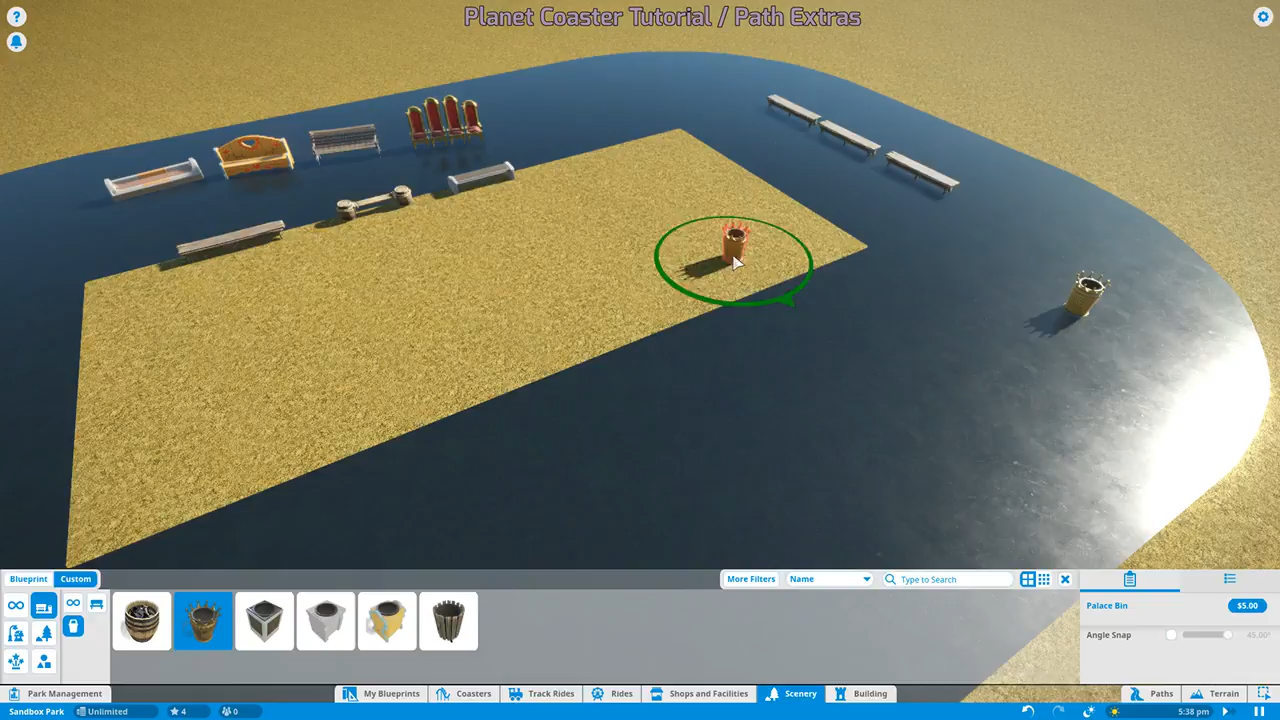 Planet Coaster Tutorial / Path Extras
?
Blueprint Custom
More Filters Name Type to Search
Palace Bin $5.00
Angle Snap 45.00°
Park Management My Blueprints Coasters Track Rides Rides Shops and Facilities Scenery Building Paths Terrain
Sandbox Park Unlimited 4 0 5:38 pm